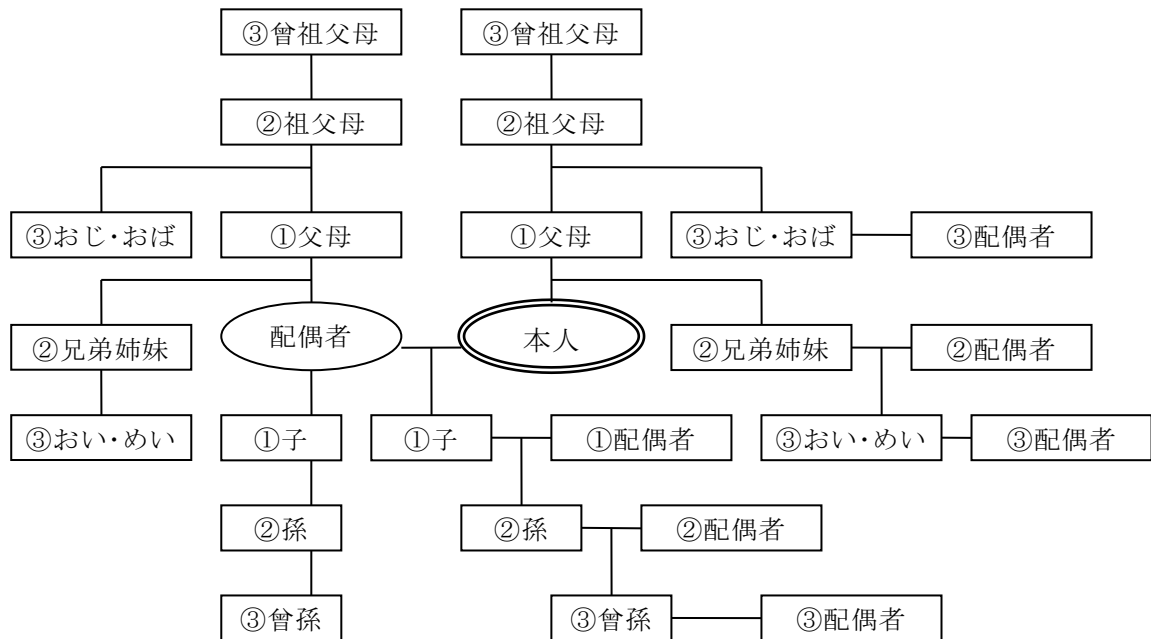 ③曾祖父母
③曾祖父母
②祖父母
②祖父母
③おじ・おば
①父母
①父母
③おじ・おば
③配偶者
②兄弟姉妹
配偶者
本人
②兄弟姉妹
②配偶者
③おい・めい
①子
①子
①配偶者
③おい・めい
③配偶者
②孫
②孫
②配偶者
③曾孫
③曾孫
③配偶者